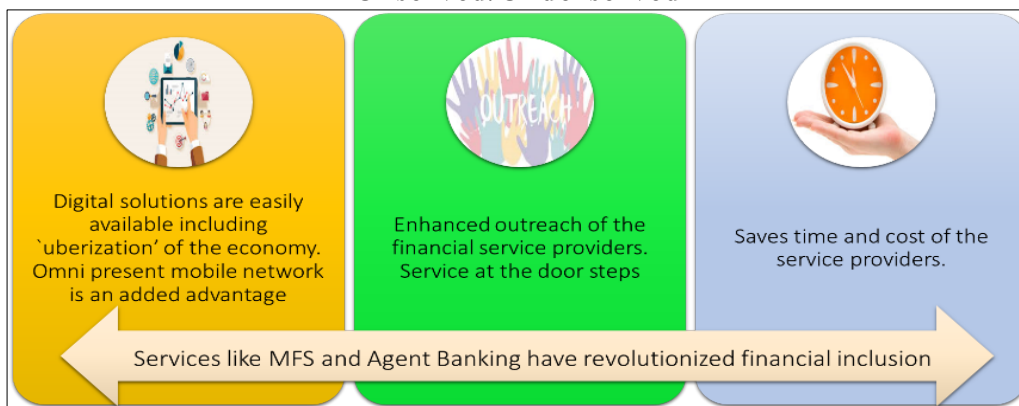 OUTREACH
Digital solutions are easily
available including
`uberization’ of the economy.
Omni present mobile network
is an added advantage
Enhanced outreach of the
financial service providers.
Service at the door steps
Saves time and cost of the
service providers.
Services like MFS and Agent Banking have revolutionized financial inclusion